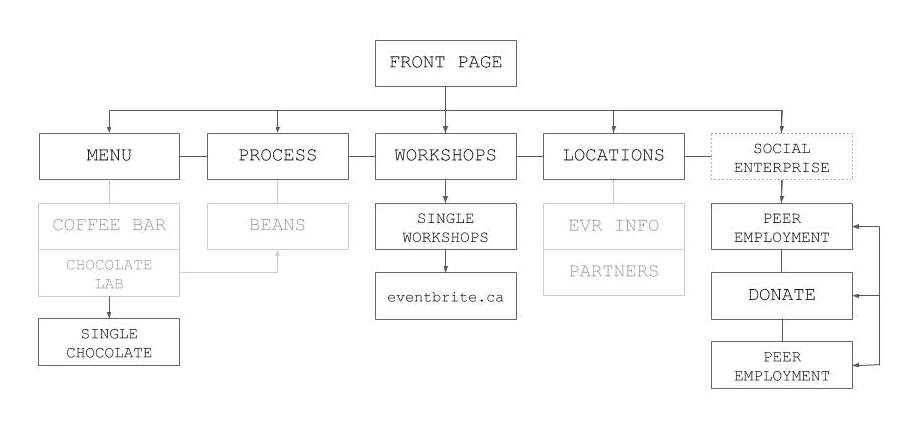 FRONT PAGE
MENU
PROCESS
WORKSHOPS
LOCATIONS
SOCIAL
ENTERPRISE
COFFEE BAR
BEANS
SINGLE
WORKSHOPS
EVR INFO
PEER
EMPLOYMENT
CHOCOLATE
LAB
eventbrite.ca
PARTNERS
DONATE
SINGLE
CHOCOLATE
PEER
EMPLOYMENT